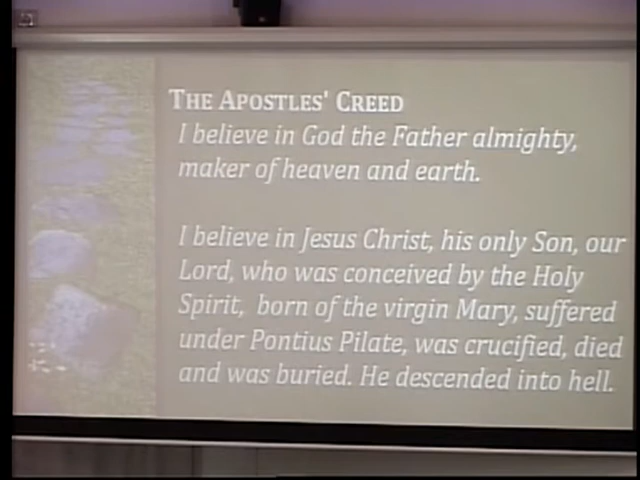 THE APOSTLES' CREED
I believe in God the Father almighty,
maker of heaven and earth.
I believe in Jesus Christ, his only Son, our
Lord, who was conceived by the Holy
Spirit, born of the virgin Mary, suffered
under Pontius Pilate, was crucified, died
and was buried. He descended into hell.